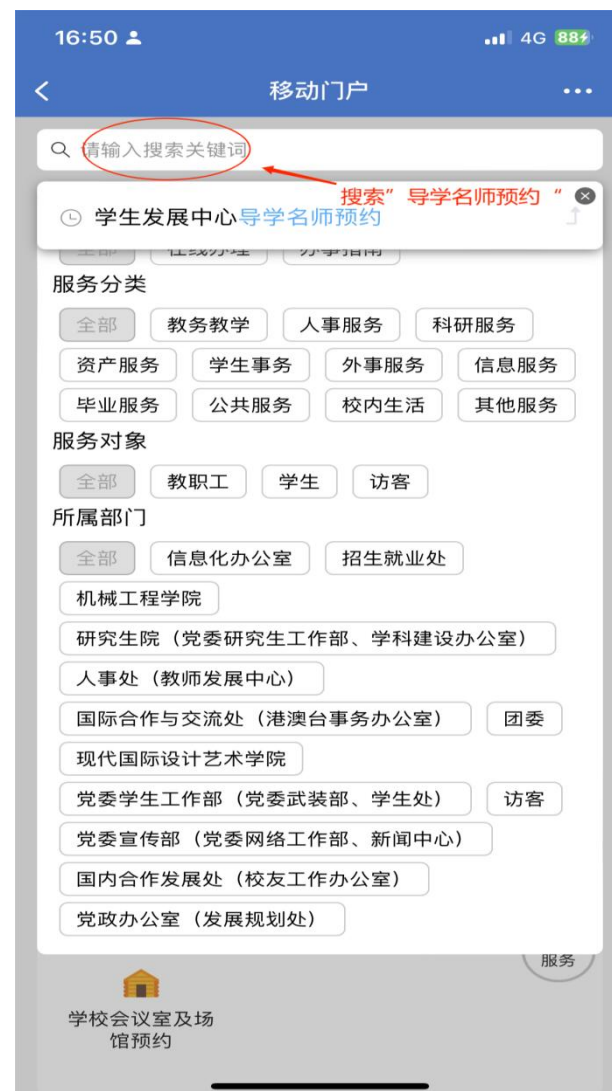 16:50
4G 88
移动门户
请输入搜索关键词
搜索”导学名师预约“
学生发展中心导学名师预约
全部 在线办理 办事指南
服务分类
全部 教务教学 人事服务 科研服务
资产服务 学生事务 外事服务 信息服务
毕业服务 公共服务 校内生活 其他服务
服务对象
全部 教职工 学生 访客
所属部门
全部 信息化办公室 招生就业处
机械工程学院
研究生院（党委研究生工作部、学科建设办公室）
人事处（教师发展中心）
国际合作与交流处（港澳台事务办公室） 团委
现代国际设计艺术学院
党委学生工作部（党委武装部、学生处） 访客
党委宣传部（党委网络工作部、新闻中心）
国内合作发展处（校友工作办公室）
党政办公室（发展规划处）
服务
学校会议室及场
馆预约